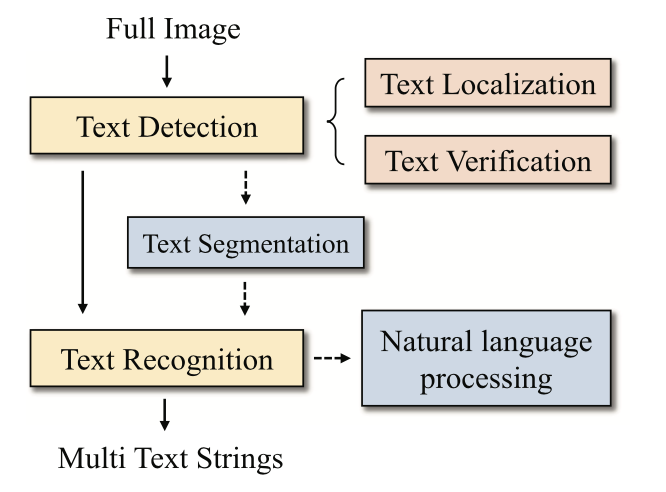 Full Image
Text Detection
Text Localization
Text Verification
Text Segmentation
Text Recognition
Natural language
processing
Multi Text Strings